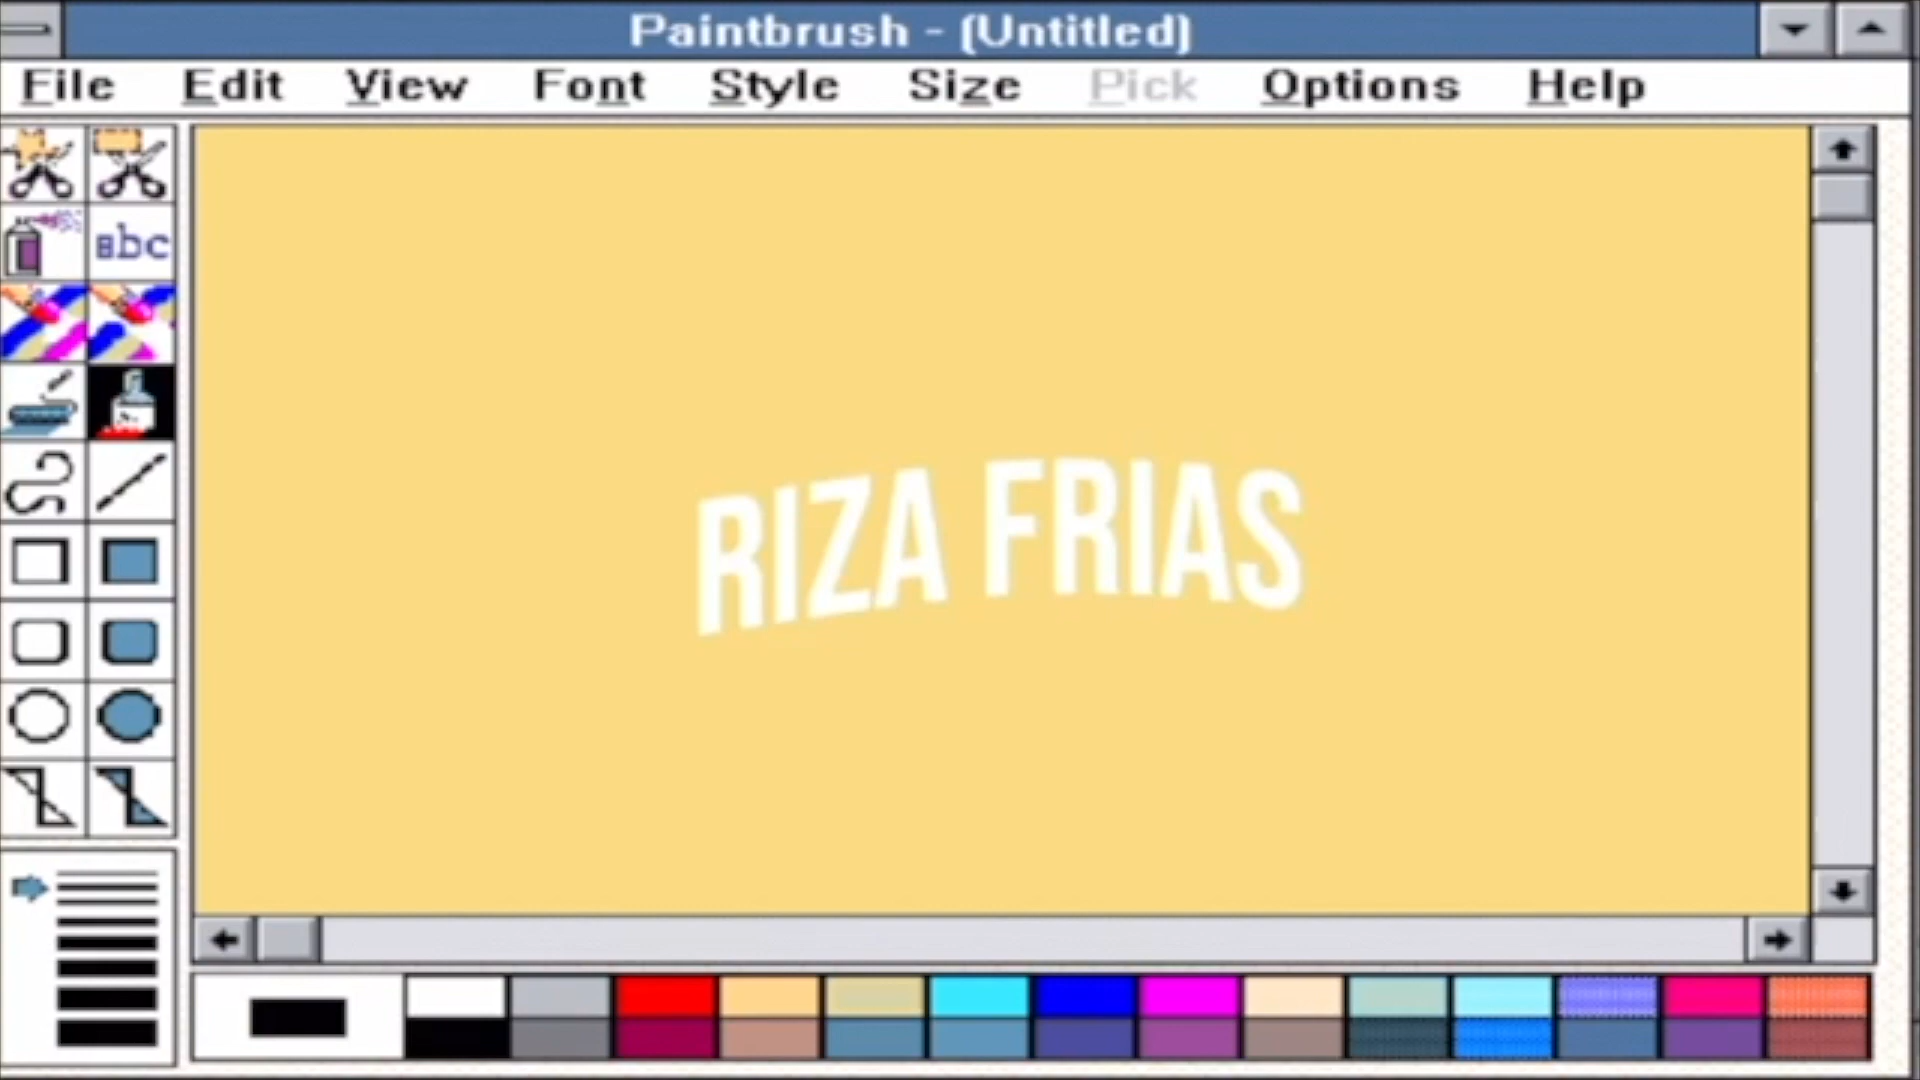 Paintbrush - (Untitled)
File Edit View Font Style Size Pick Options Help
abc
RIZA FRIAS